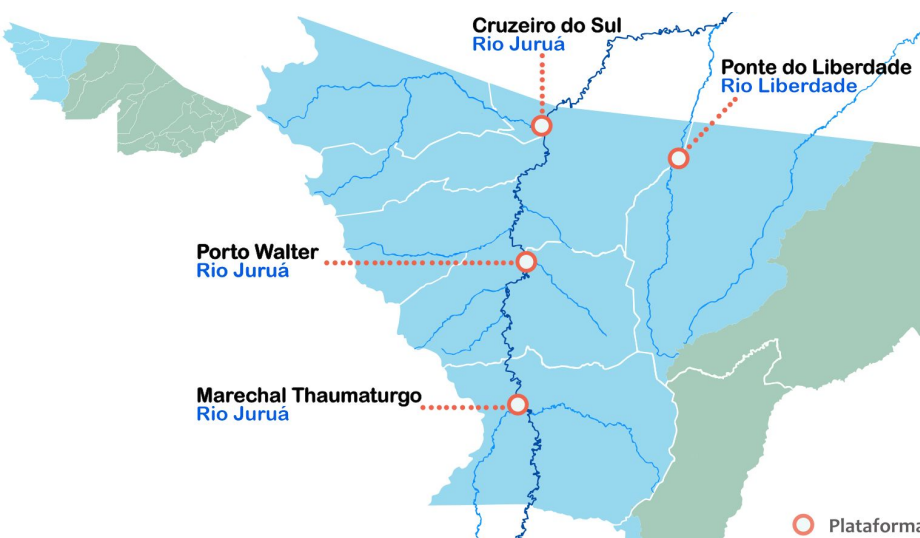 Cruzeiro do Sul
Rio Juruá
Ponte do Liberdade
Rio Liberdade
Porto Walter
Rio Juruá
Marechal Thaumaturgo
Rio Juruá
Plataforma